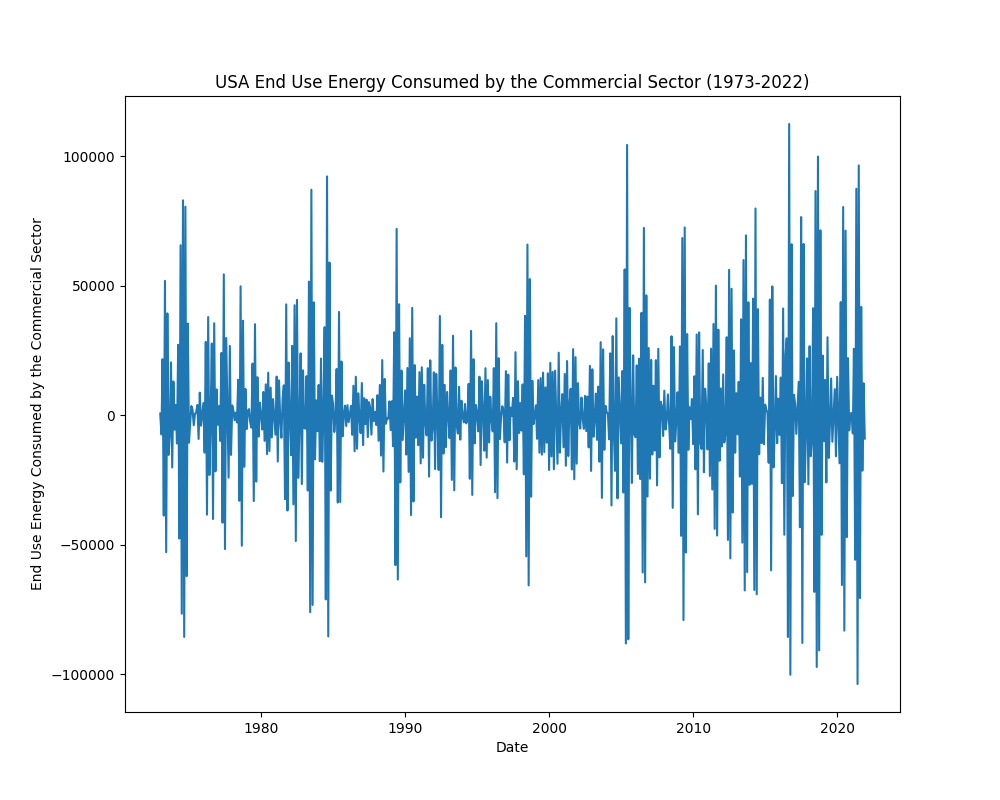 USA End Use Energy Consumed by the Commercial Sector (1973-2022)
End Use Energy Consumed by the Commercial Sector
100000
50000
0
−50000
−100000
1980 1990 2000 2010 2020
Date